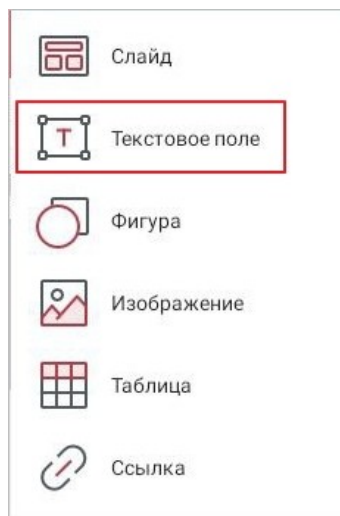 Слайд
Текстовое поле
Фигура
Изображение
Таблица
Ссылка